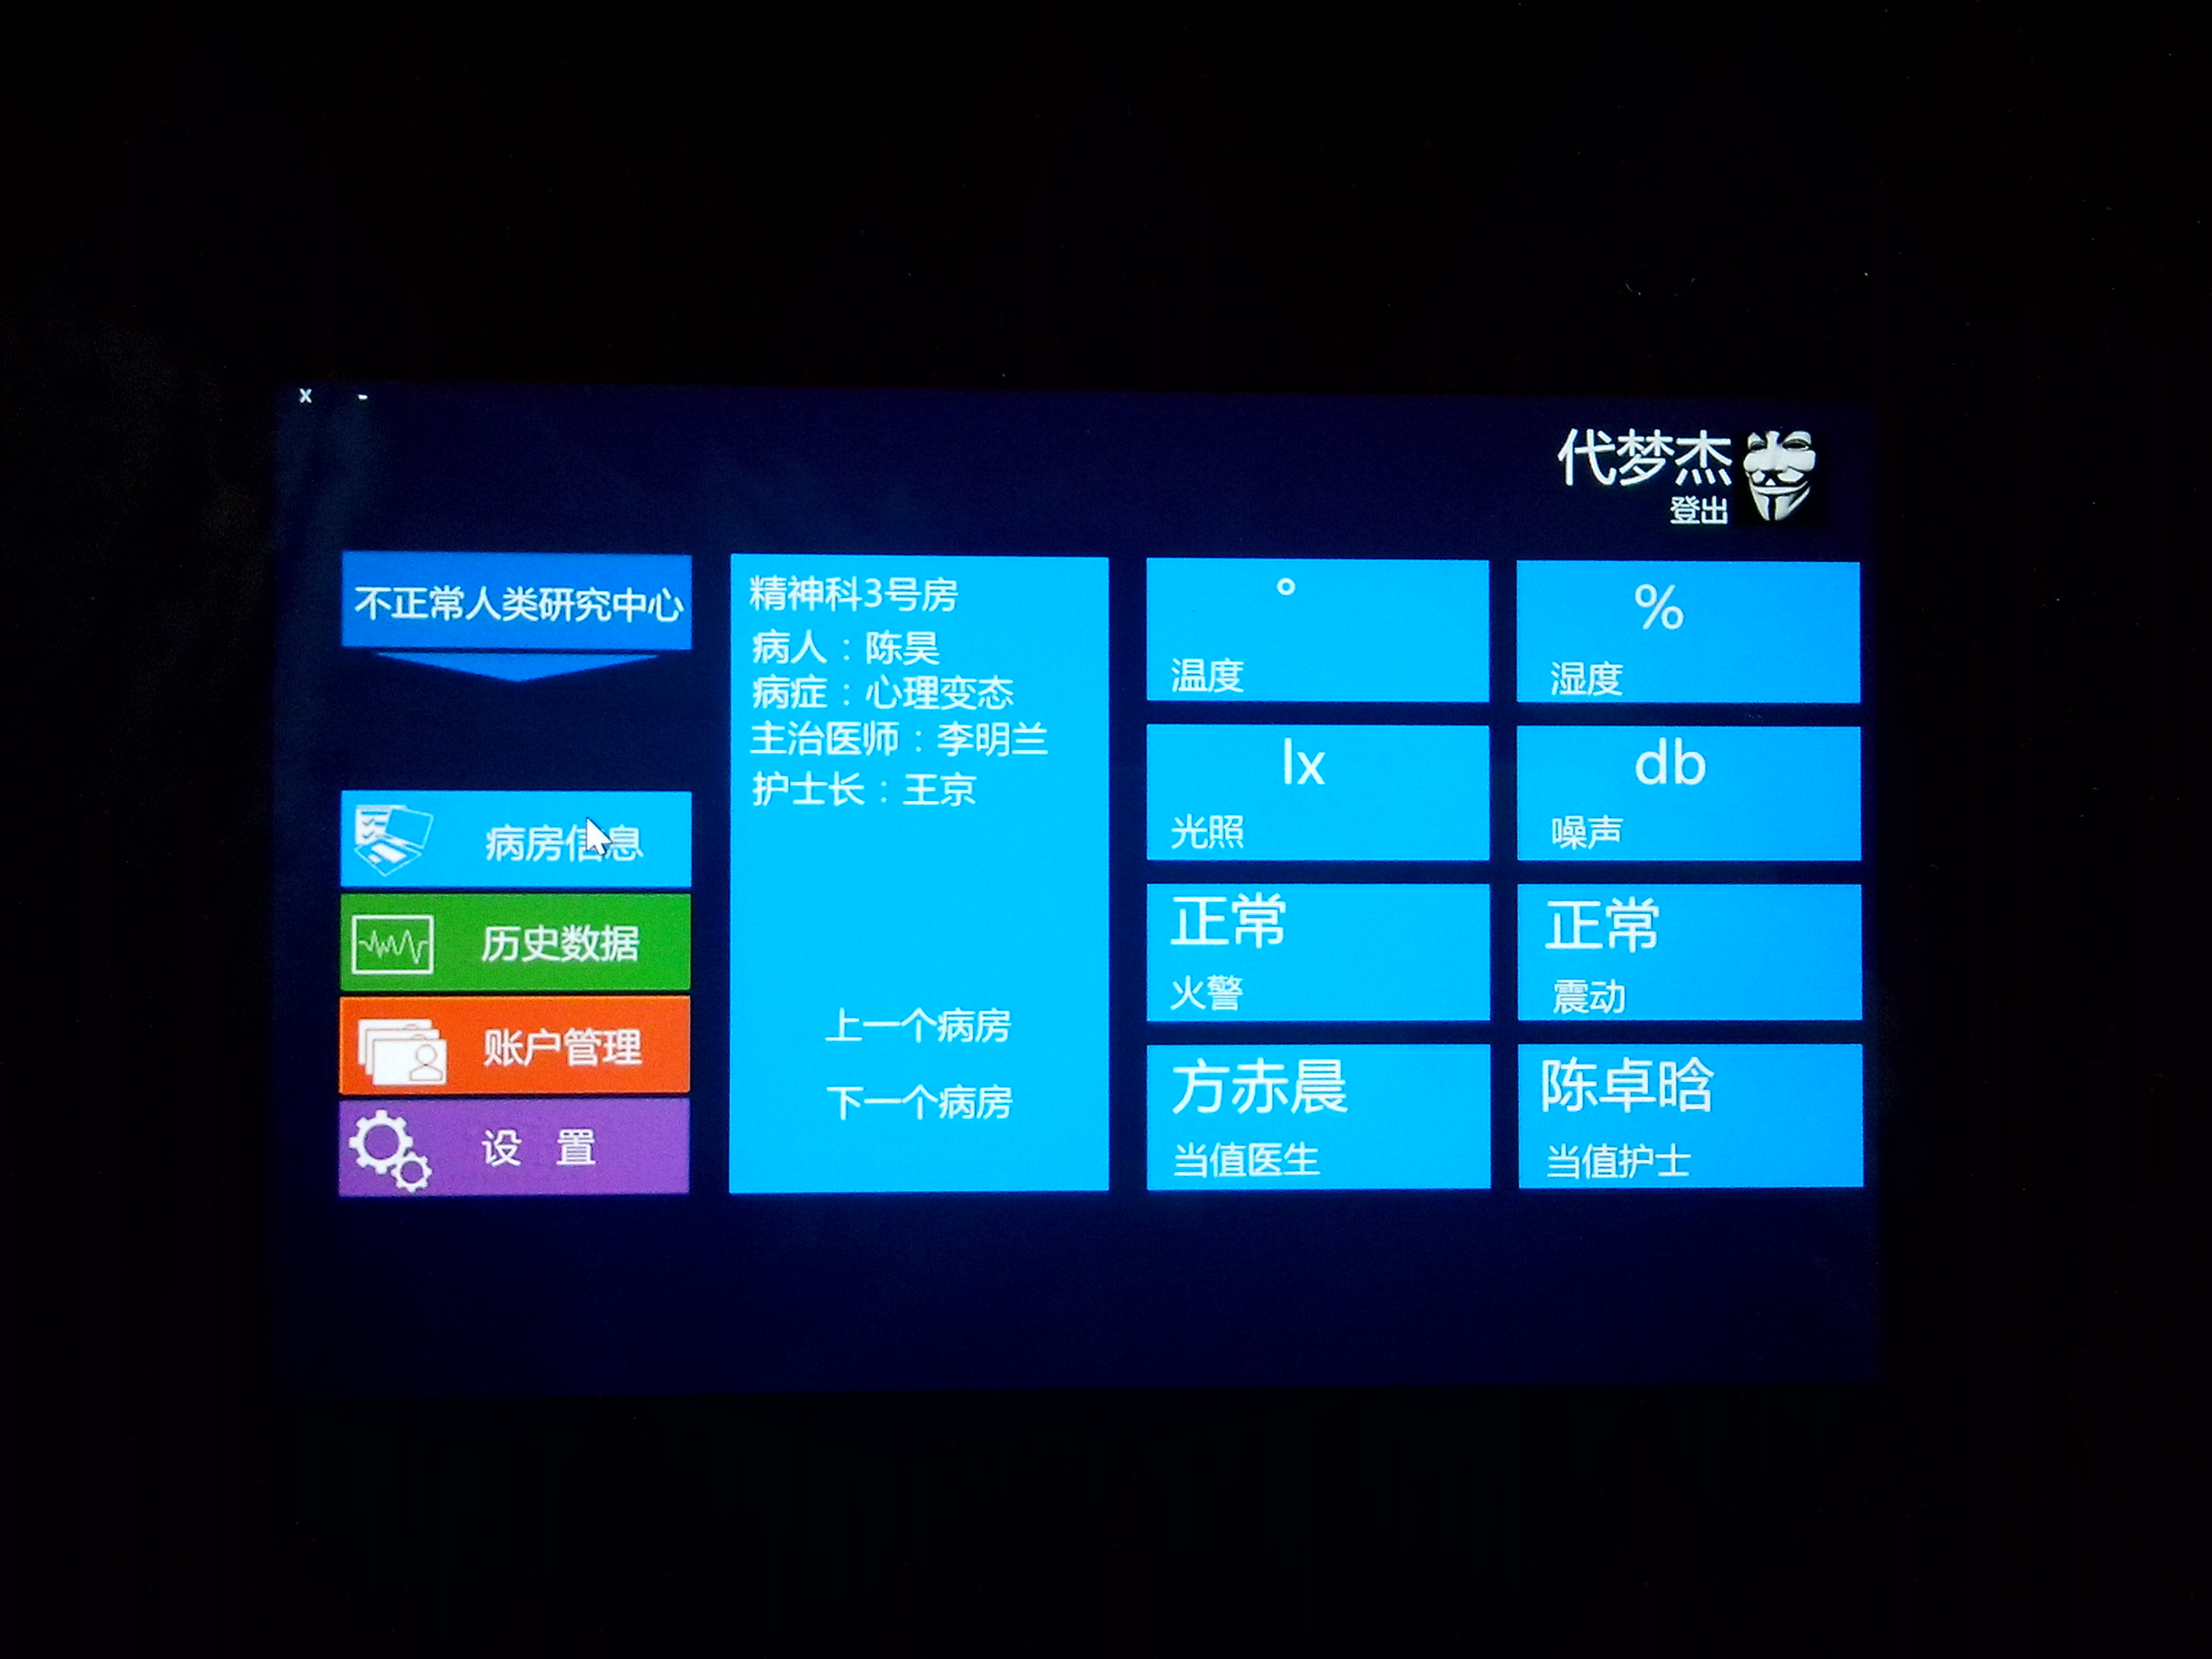 x -
代梦杰
登出
不正常人类研究中心
病房信息
历史数据
账户管理
设 置
精神科3号房
病人：陈昊
病症：心理变态
主治医师：李明兰
护士长：王京
上一个病房
下一个病房
°
温度
%
湿度
lx
光照
db
噪声
正常
火警
正常
震动
方赤晨
当值医生
陈卓晗
当值护士